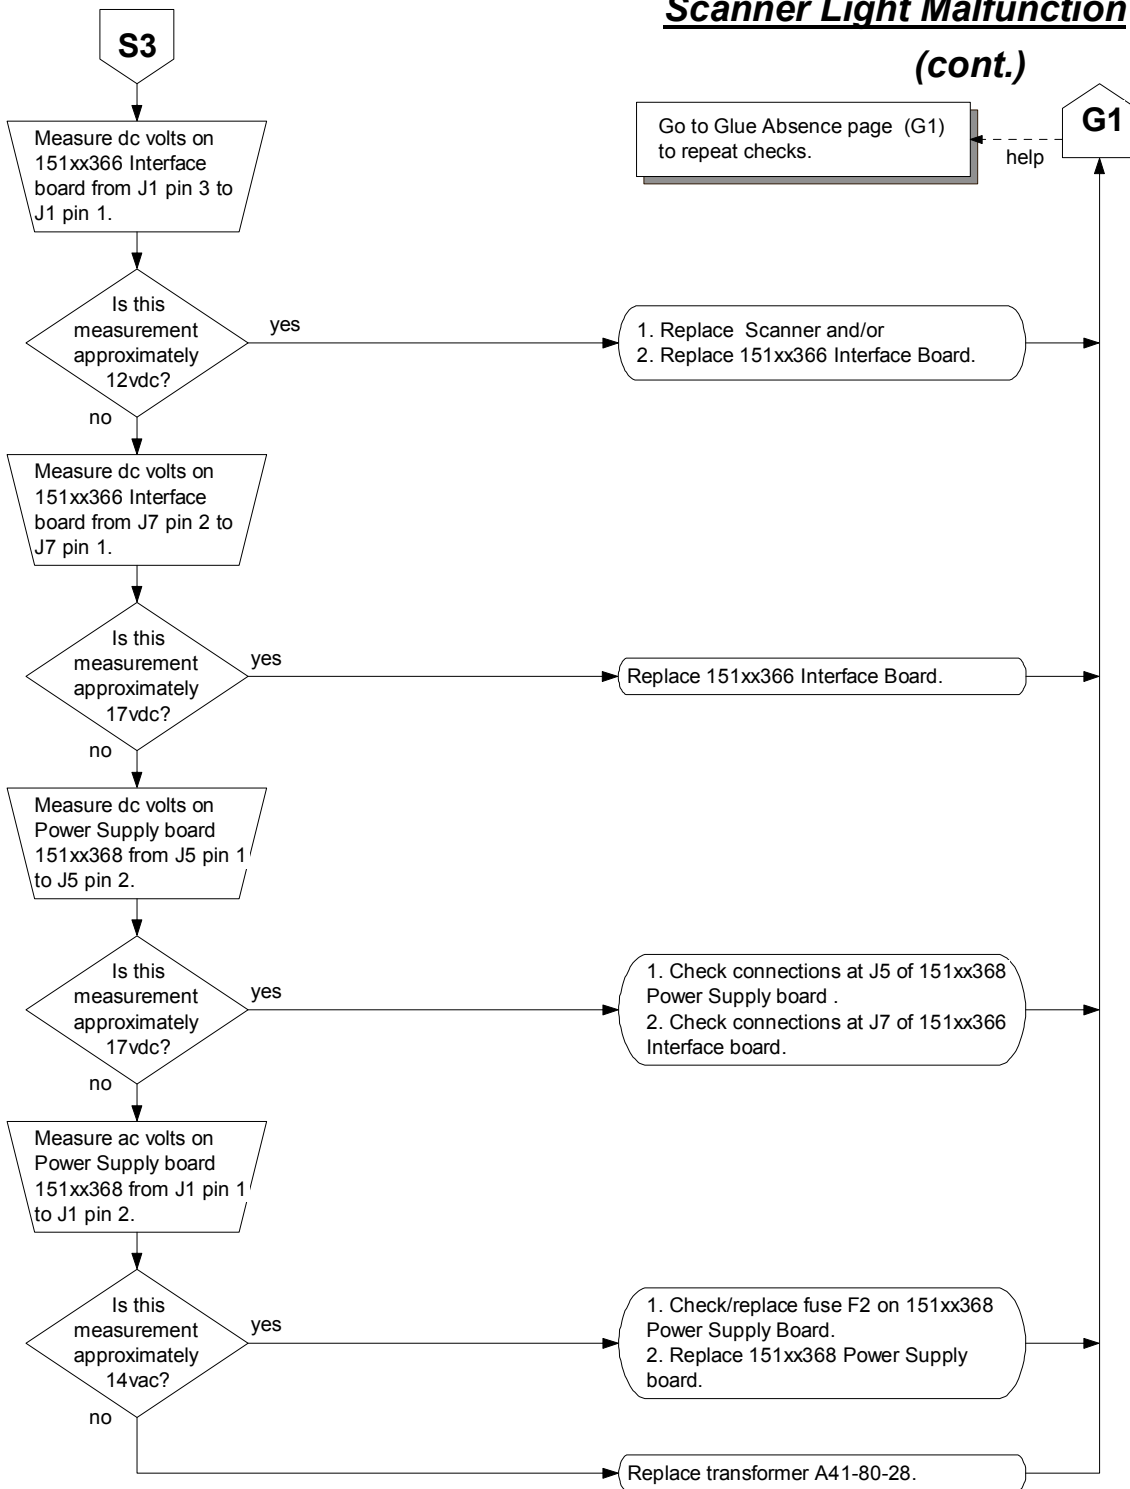 Scanner Light Malfunction
(cont.)
S3
G1
Go to Glue Absence page (G1)
to repeat checks.
help
Measure dc volts on
151xx366 Interface
board from J1 pin 3 to
J1 pin 1.
Is this
measurement
approximately
12vdc?
yes
1. Replace Scanner and/or
2. Replace 151xx366 Interface Board.
no
Measure dc volts on
151xx366 Interface
board from J7 pin 2 to
J7 pin 1.
Is this
measurement
approximately
17vdc?
yes
Replace 151xx366 Interface Board.
no
Measure dc volts on
Power Supply board
151xx368 from J5 pin 1
to J5 pin 2.
Is this
measurement
approximately
17vdc?
yes
1. Check connections at J5 of 151xx368
Power Supply board .
2. Check connections at J7 of 151xx366
Interface board.
no
Measure ac volts on
Power Supply board
151xx368 from J1 pin 1
to J1 pin 2.
Is this
measurement
approximately
14vac?
yes
1. Check/replace fuse F2 on 151xx368
Power Supply Board.
2. Replace 151xx368 Power Supply
board.
no
Replace transformer A41-80-28.